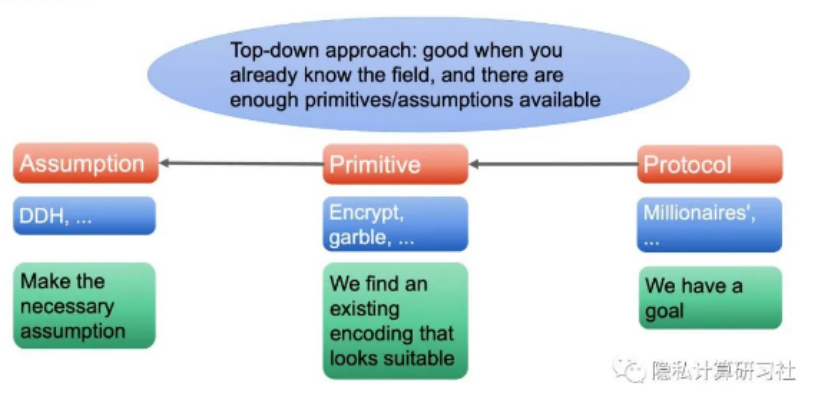 Top-down approach: good when you
already know the field, and there are
enough primitives/assumptions available
Assumption
Primitive
Protocol
DDH, ...
Encrypt,
garble, ...
Millionaires',
...
Make the
necessary
assumption
We find an
existing
encoding that
looks suitable
We have a
goal
隐私计算研习社